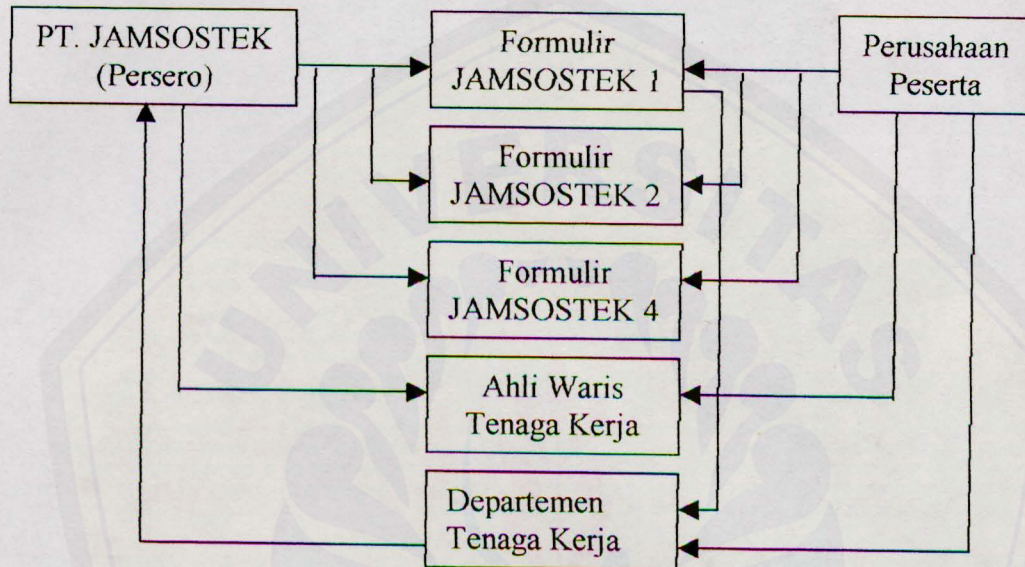 PT. JAMSOSTEK
(Persero)
Formulir
JAMSOSTEK 1
Perusahaan
Peserta
Formulir
JAMSOSTEK 2
Formulir
JAMSOSTEK 4
Ahli Waris
Tenaga Kerja
Departemen
Tenaga Kerja
UNIVERSITAS